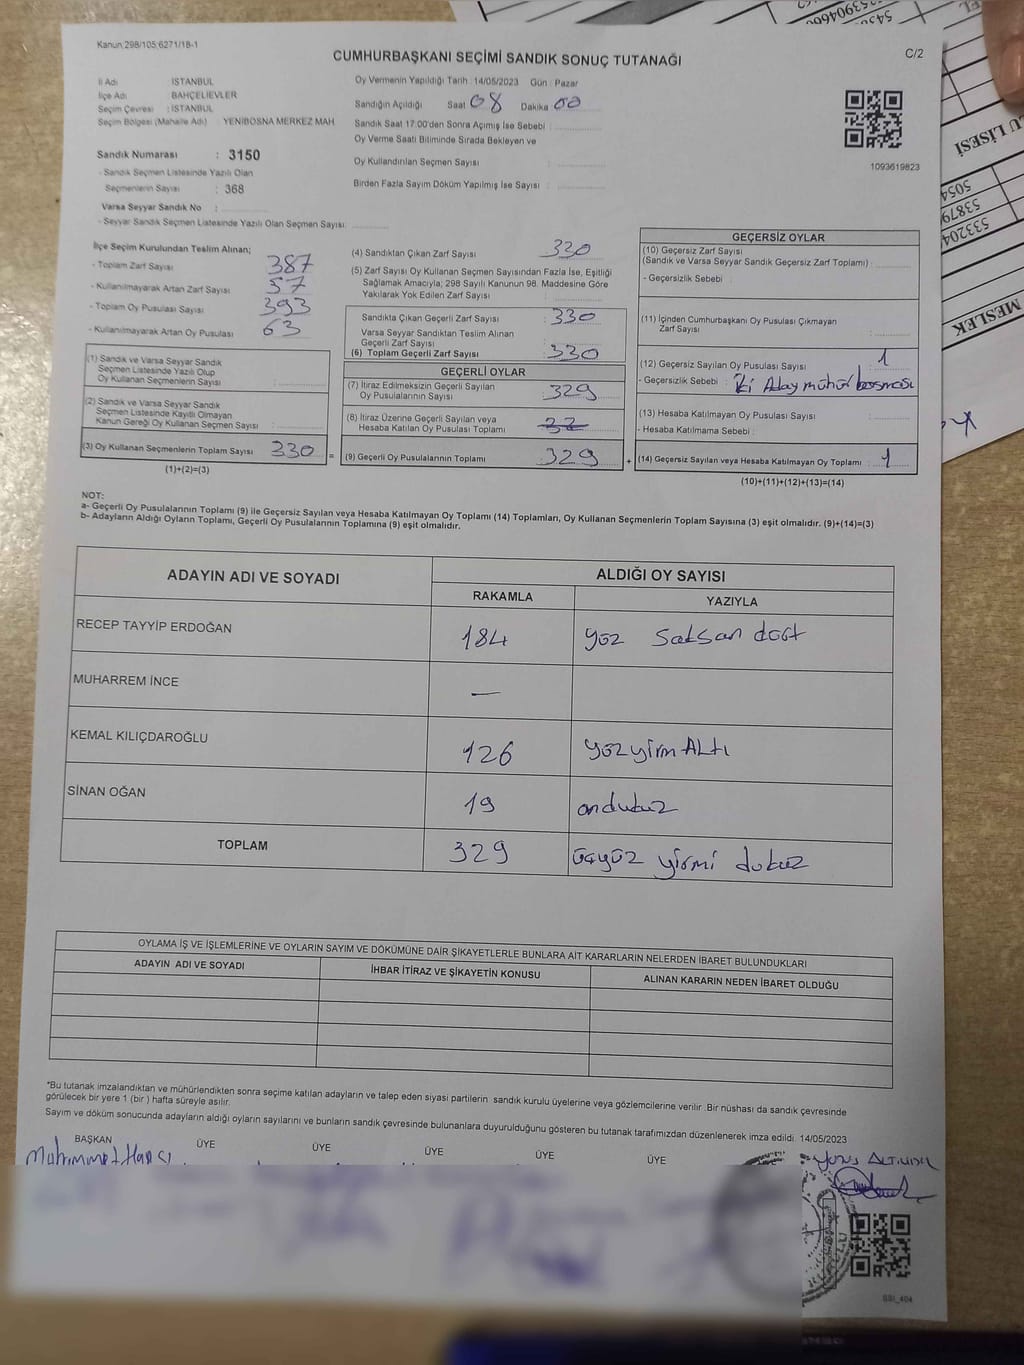 Kanun 298/105;6271/18-1
CUMHURBAŞKANI SEÇİMİ SANDIK SONUÇ TUTANAĞI
C/2
İl Adı : İSTANBUL
İlçe Adı : BAHÇELİEVLER
Seçim Çevresi : İSTANBUL
Seçim Bölgesi (Mahalle Adı) : YENİBOSNA MERKEZ MAH.
Oy Vermenin Yapıldığı Tarih : 14/05/2023 Gün : Pazar
Sandığın Açıldığı Saat 08 Dakika 00
Sandık Saat 17:00'den Sonra Açımış İse Sebebi :
Oy Verme Saati Bitiminde Sırada Bekleyen ve
Oy Kullandırılan Seçmen Sayısı :
Birden Fazla Sayım Döküm Yapılmış İse Sayısı :
1093619823
Sandık Numarası : 3150
- Sandık Seçmen Listesinde Yazılı Olan
Seçmenlerin Sayısı : 368
Varsa Seyyar Sandık No :
- Seyyar Sandık Seçmen Listesinde Yazılı Olan Seçmen Sayısı:
İlçe Seçim Kurulundan Teslim Alınan;
- Toplam Zarf Sayısı : 387
- Kullanılmayarak Artan Zarf Sayısı : 57
- Toplam Oy Pusulası Sayısı : 393
- Kullanılmayarak Artan Oy Pusulası : 63
(1) Sandık ve Varsa Seyyar Sandık
Seçmen Listesinde Yazılı Olup
Oy Kullanan Seçmenlerin Sayısı :
(2) Sandık ve Varsa Seyyar Sandık
Seçmen Listesinde Kayıtlı Olmayan
Kanun Gereği Oy Kullanan Seçmen Sayısı :
(3) Oy Kullanan Seçmenlerin Toplam Sayısı 330 =
(1)+(2)=(3)
(4) Sandıktan Çıkan Zarf Sayısı : 330
(5) Zarf Sayısı Oy Kullanan Seçmen Sayısından Fazla İse, Eşitliği
Sağlamak Amacıyla; 298 Sayılı Kanunun 98. Maddesine Göre
Yakılarak Yok Edilen Zarf Sayısı :
Sandıkta Çıkan Geçerli Zarf Sayısı : 330
Varsa Seyyar Sandıktan Teslim Alınan
Geçerli Zarf Sayısı :
(6) Toplam Geçerli Zarf Sayısı : 330
GEÇERLİ OYLAR
(7) İtiraz Edilmeksizin Geçerli Sayılan
Oy Pusulalarının Sayısı : 329
(8) İtiraz Üzerine Geçerli Sayılan veya
Hesaba Katılan Oy Pusulası Toplamı :
(9) Geçerli Oy Pusulalarının Toplamı : 329 +
GEÇERSİZ OYLAR
(10) Geçersiz Zarf Sayısı
(Sandık ve Varsa Seyyar Sandık Geçersiz Zarf Toplamı) :
- Geçersizlik Sebebi :
(11) İçinden Cumhurbaşkanı Oy Pusulası Çıkmayan
Zarf Sayısı :
(12) Geçersiz Sayılan Oy Pusulası Sayısı : 1
- Geçersizlik Sebebi : iki Aday mühür basması
(13) Hesaba Katılmayan Oy Pusulası Sayısı :
- Hesaba Katılmama Sebebi :
(14) Geçersiz Sayılan veya Hesaba Katılmayan Oy Toplamı : 1
(10)+(11)+(12)+(13)=(14)
NOT:
a- Geçerli Oy Pusulalarının Toplamı (9) ile Geçersiz Sayılan veya Hesaba Katılmayan Oy Toplamı (14) Toplamları, Oy Kullanan Seçmenlerin Toplam Sayısına (3) eşit olmalıdır. (9)+(14)=(3)
b- Adayların Aldığı Oyların Toplamı, Geçerli Oy Pusulalarının Toplamına (9) eşit olmalıdır.
ADAYIN ADI VE SOYADI ALDIĞI OY SAYISI
RAKAMLA YAZIYLA
RECEP TAYYİP ERDOĞAN 184 yüz seksan dört
MUHARREM İNCE —
KEMAL KILIÇDAROĞLU 126 yüzyirmAltı
SİNAN OĞAN 19 ondokuz
TOPLAM 329 üçyüz yirmi dokuz
OYLAMA İŞ VE İŞLEMLERİNE VE OYLARIN SAYIM VE DÖKÜMÜNE DAİR ŞİKAYETLERLE BUNLARA AİT KARARLARIN NELERDEN İBARET BULUNDUKLARI
ADAYIN ADI VE SOYADI İHBAR İTİRAZ VE ŞİKAYETİN KONUSU ALINAN KARARIN NEDEN İBARET OLDUĞU
*Bu tutanak imzalandıktan ve mühürlendikten sonra seçime katılan adayların ve talep eden siyasi partilerin sandık kurulu üyelerine veya gözlemcilerine verilir .Bir nüshası da sandık çevresinde
görülecek bir yere 1 (bir ) hafta süreyle asılır.
Sayım ve döküm sonucunda adayların aldığı oyların sayılarını ve bunların sandık çevresinde bulunanlara duyurulduğunu gösteren bu tutanak tarafımızdan düzenlenerek imza edildi. 14/05/2023
BAŞKAN ÜYE ÜYE ÜYE ÜYE ÜYE
SSI_404
LU LİSESİ
MESLEK